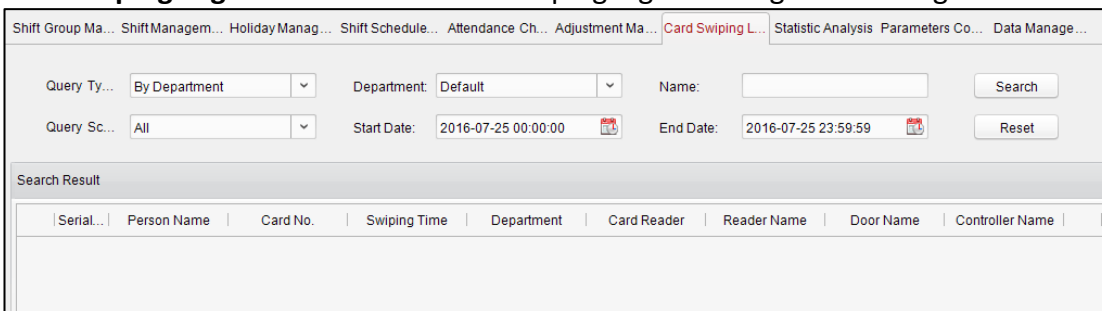 Shift Group Ma... Shift Managem... Holiday Manag... Shift Schedule... Attendance Ch... Adjustment Ma... Card Swiping L... Statistic Analysis Parameters Co... Data Manage...
Query Ty... By Department Department: Default Name: Search
Query Sc... All Start Date: 2016-07-25 00:00:00 End Date: 2016-07-25 23:59:59 Reset
Search Result
Serial... Person Name Card No. Swiping Time Department Card Reader Reader Name Door Name Controller Name